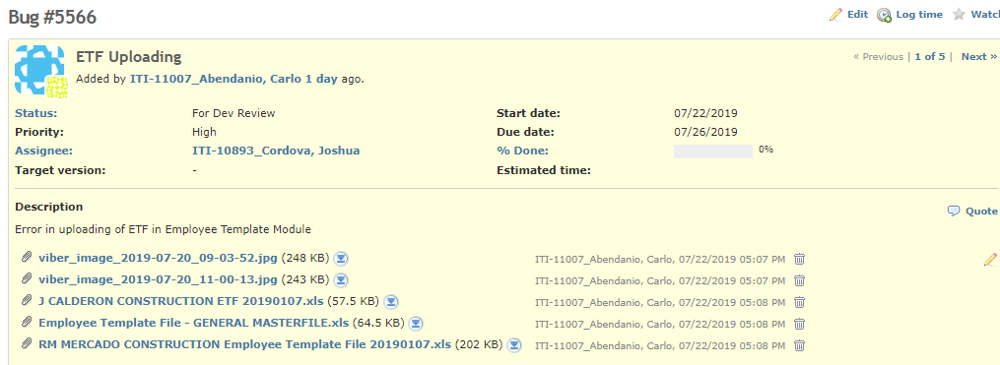 Bug #5566
Edit Log time Watch
ETF Uploading
« Previous | 1 of 5 | Next »
Added by ITI-11007_Abendanio, Carlo 1 day ago.
Status: For Dev Review Start date: 07/22/2019
Priority: High Due date: 07/26/2019
Assignee: ITI-10893_Cordova, Joshua % Done: 0%
Target version: - Estimated time:
Description
Quote
Error in uploading of ETF in Employee Template Module
viber_image_2019-07-20_09-03-52.jpg (248 KB) ITI-11007_Abendanio, Carlo, 07/22/2019 05:07 PM
viber_image_2019-07-20_11-00-13.jpg (243 KB) ITI-11007_Abendanio, Carlo, 07/22/2019 05:07 PM
J CALDERON CONSTRUCTION ETF 20190107.xls (57.5 KB) ITI-11007_Abendanio, Carlo, 07/22/2019 05:08 PM
Employee Template File - GENERAL MASTERFILE.xls (64.5 KB) ITI-11007_Abendanio, Carlo, 07/22/2019 05:08 PM
RM MERCADO CONSTRUCTION Employee Template File 20190107.xls (202 KB) ITI-11007_Abendanio, Carlo, 07/22/2019 05:08 PM